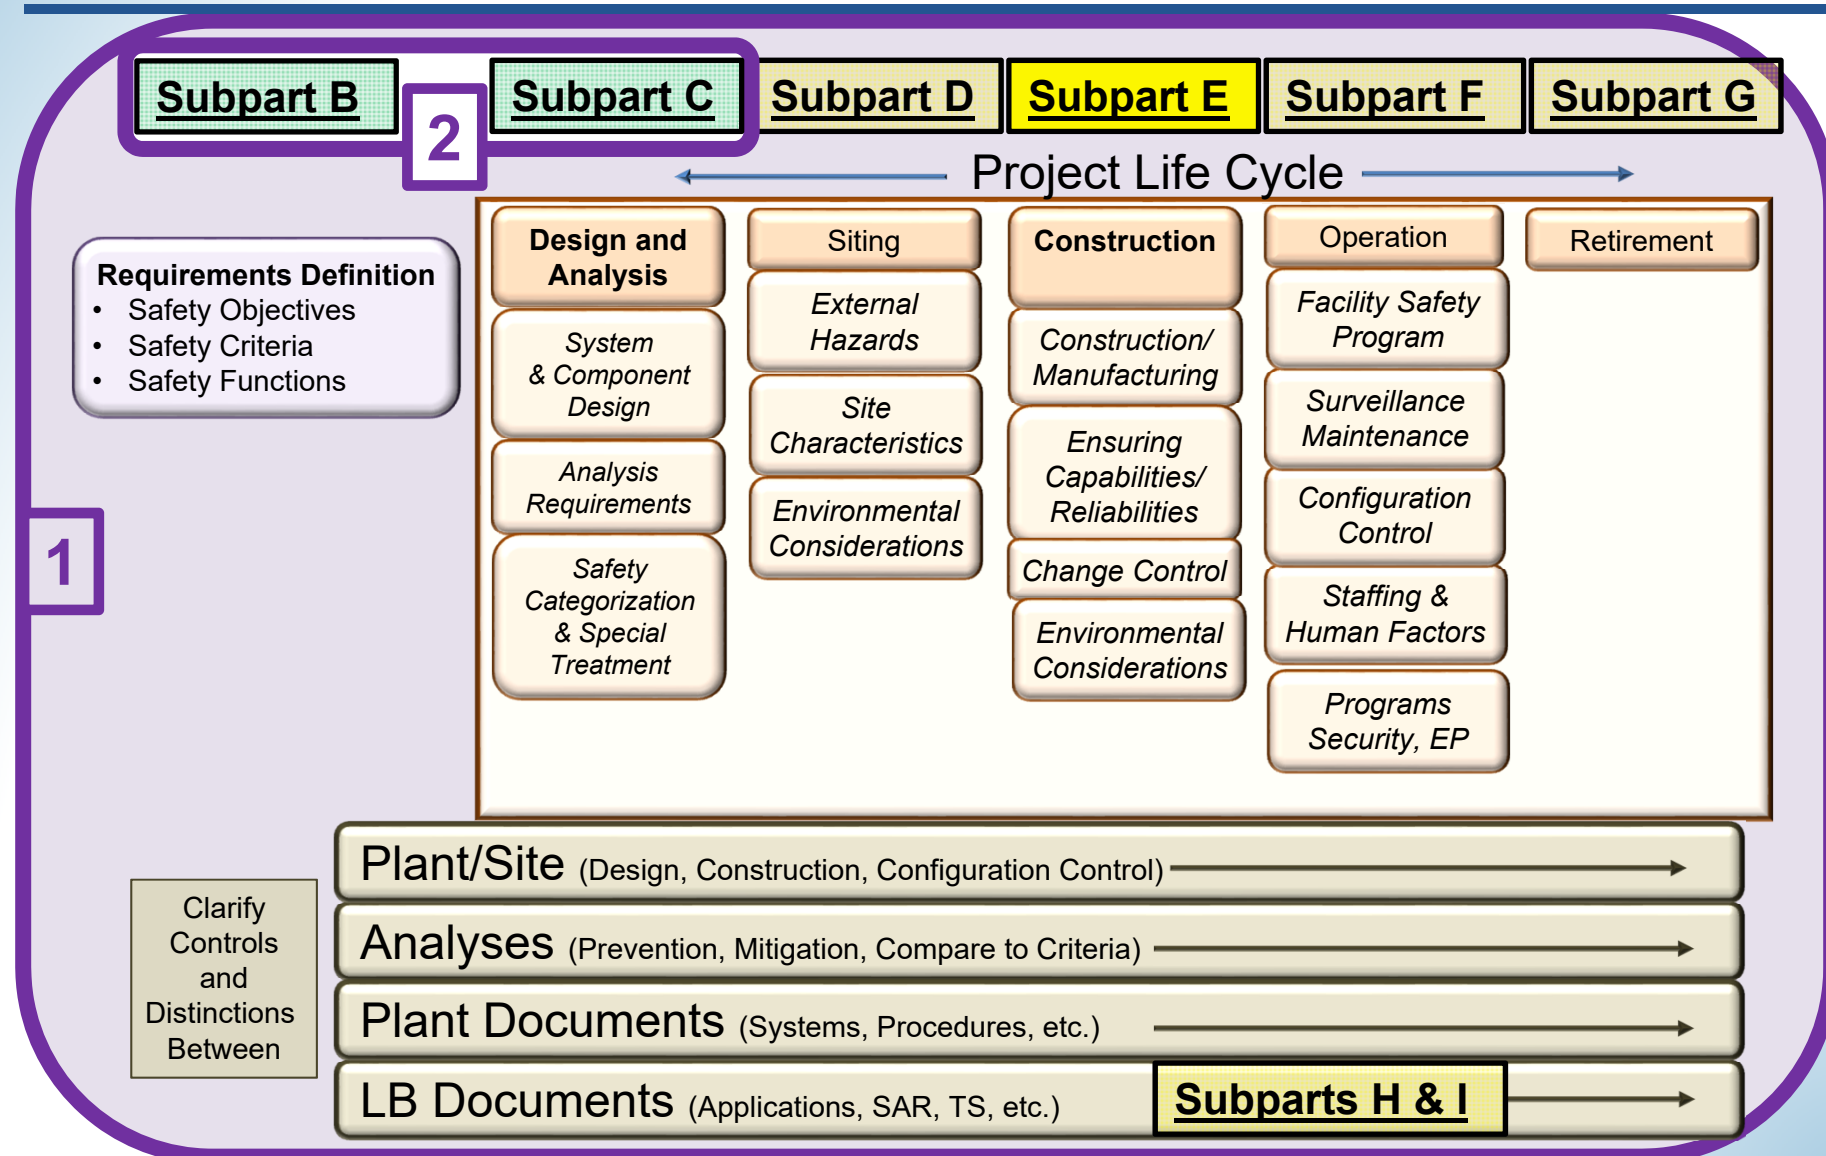 Subpart B
Subpart C
Subpart D
Subpart E
Subpart F
Subpart G
2
Project Life Cycle
1
Requirements Definition
• Safety Objectives
• Safety Criteria
• Safety Functions
Design and
Analysis
System
& Component
Design
Analysis
Requirements
Safety
Categorization
& Special
Treatment
Siting
External
Hazards
Site
Characteristics
Environmental
Considerations
Construction
Construction/
Manufacturing
Ensuring
Capabilities/
Reliabilities
Change Control
Environmental
Considerations
Operation
Facility Safety
Program
Surveillance
Maintenance
Configuration
Control
Staffing &
Human Factors
Programs
Security, EP
Retirement
Clarify
Controls
and
Distinctions
Between
Plant/Site (Design, Construction, Configuration Control)
Analyses (Prevention, Mitigation, Compare to Criteria)
Plant Documents (Systems, Procedures, etc.)
LB Documents (Applications, SAR, TS, etc.)
Subparts H & I